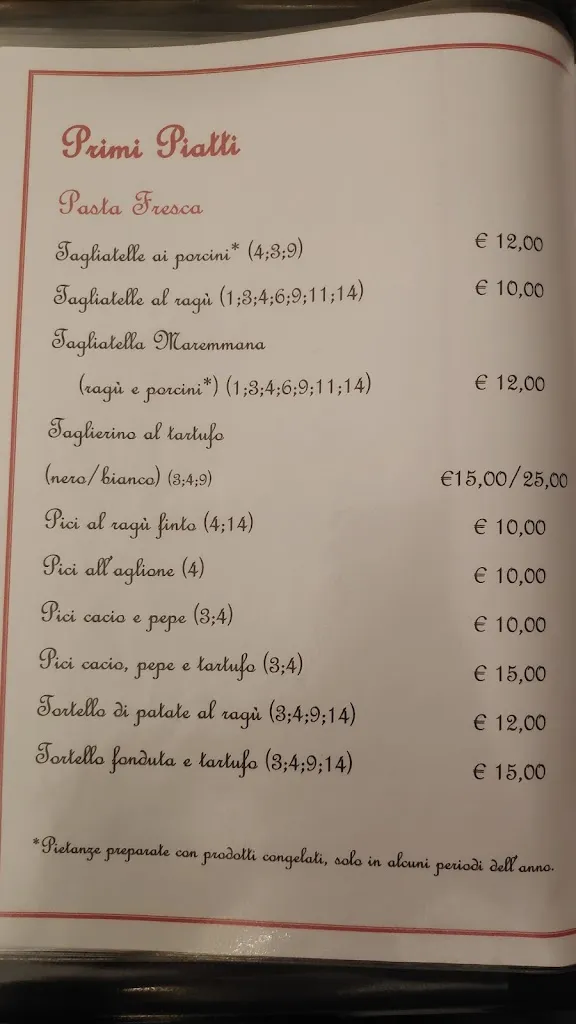 Primi Piatti
Pasta Fresca
Tagliatelle ai porcini* (4;3;9) € 12,00
Tagliatelle al ragù (1;3;4;6;9;11;14) € 10,00
Tagliatella Maremmana
(ragù e porcini*) (1;3;4;6;9;11;14) € 12,00
Taglierino al tartufo
(nero/bianco) (3;4;9) €15,00/25,00
Pici al ragù finto (4;14) € 10,00
Pici all'aglione (4) € 10,00
Pici cacio e pepe (3;4) € 10,00
Pici cacio, pepe e tartufo (3;4) € 15,00
Tortello di patate al ragù (3;4;9;14) € 12,00
Tortello fonduta e tartufo (3;4;9;14) € 15,00
*Pietanze preparate con prodotti congelati, solo in alcuni periodi dell'anno.